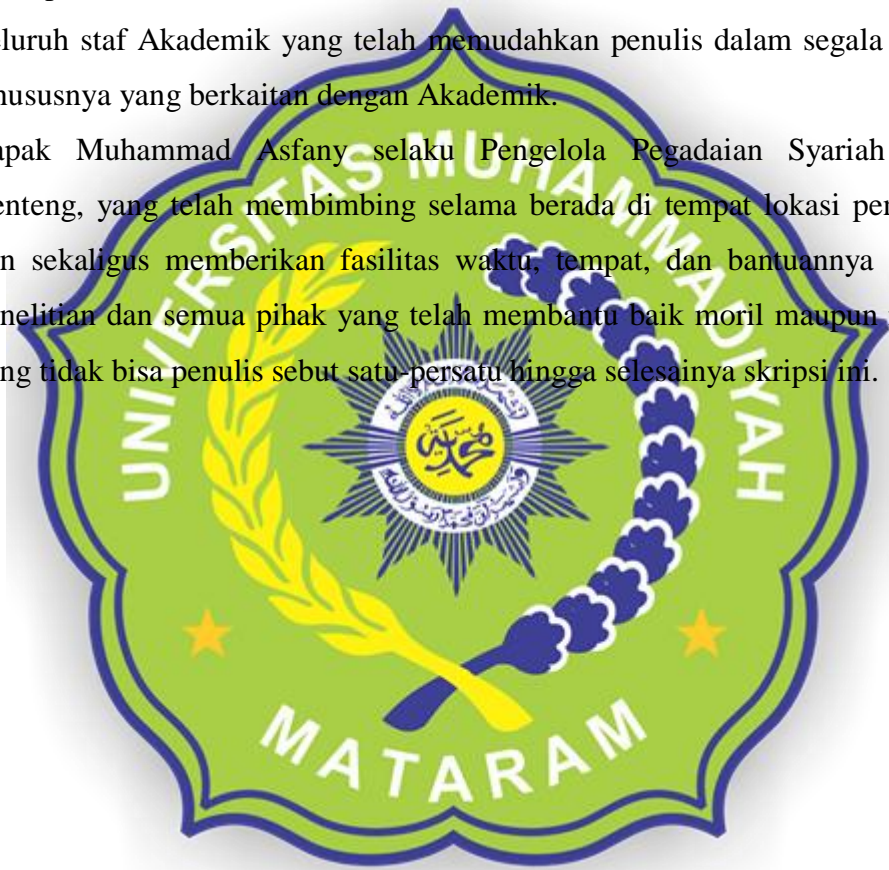 eluruh staf Akademik yang telah memudahkan penulis dalam segala
hususnya yang berkaitan dengan Akademik.
apak Muhammad Asfany selaku Pengelola Pegadaian Syariah
enteng, yang telah membimbing selama berada di tempat lokasi per
n sekaligus memberikan fasilitas waktu, tempat, dan bantuannya
nelitian dan semua pihak yang telah membantu baik moril maupun
ng tidak bisa penulis sebut satu-persatu hingga selesainya skripsi ini.
UNIVERSITAS MUHAMMADIYAH
محمدية
MATARAM